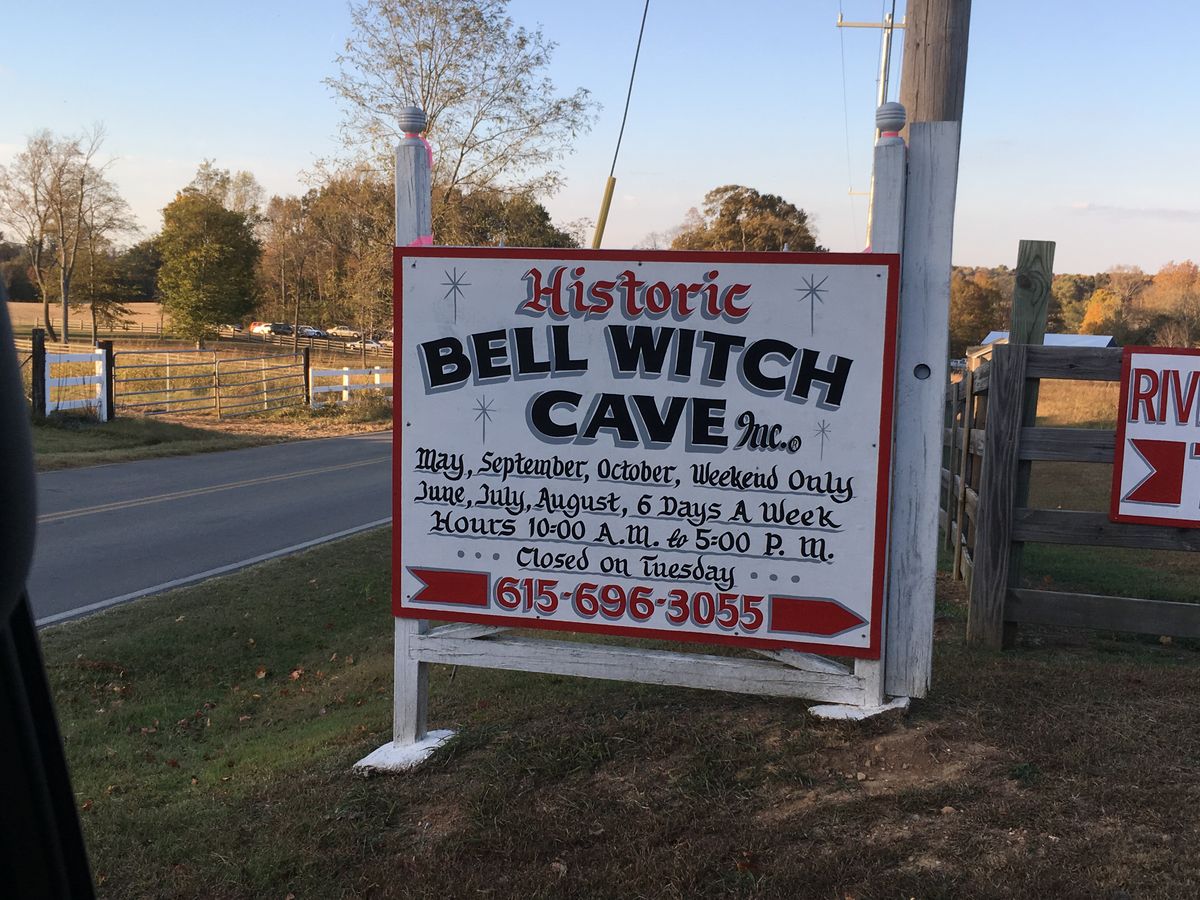 Historic
BELL WITCH
CAVE Inc.®
May, September, October, Weekend Only
June, July, August, 6 Days A Week
Hours 10:00 A.M. to 5:00 P. M.
Closed on Tuesday
615-696-3055